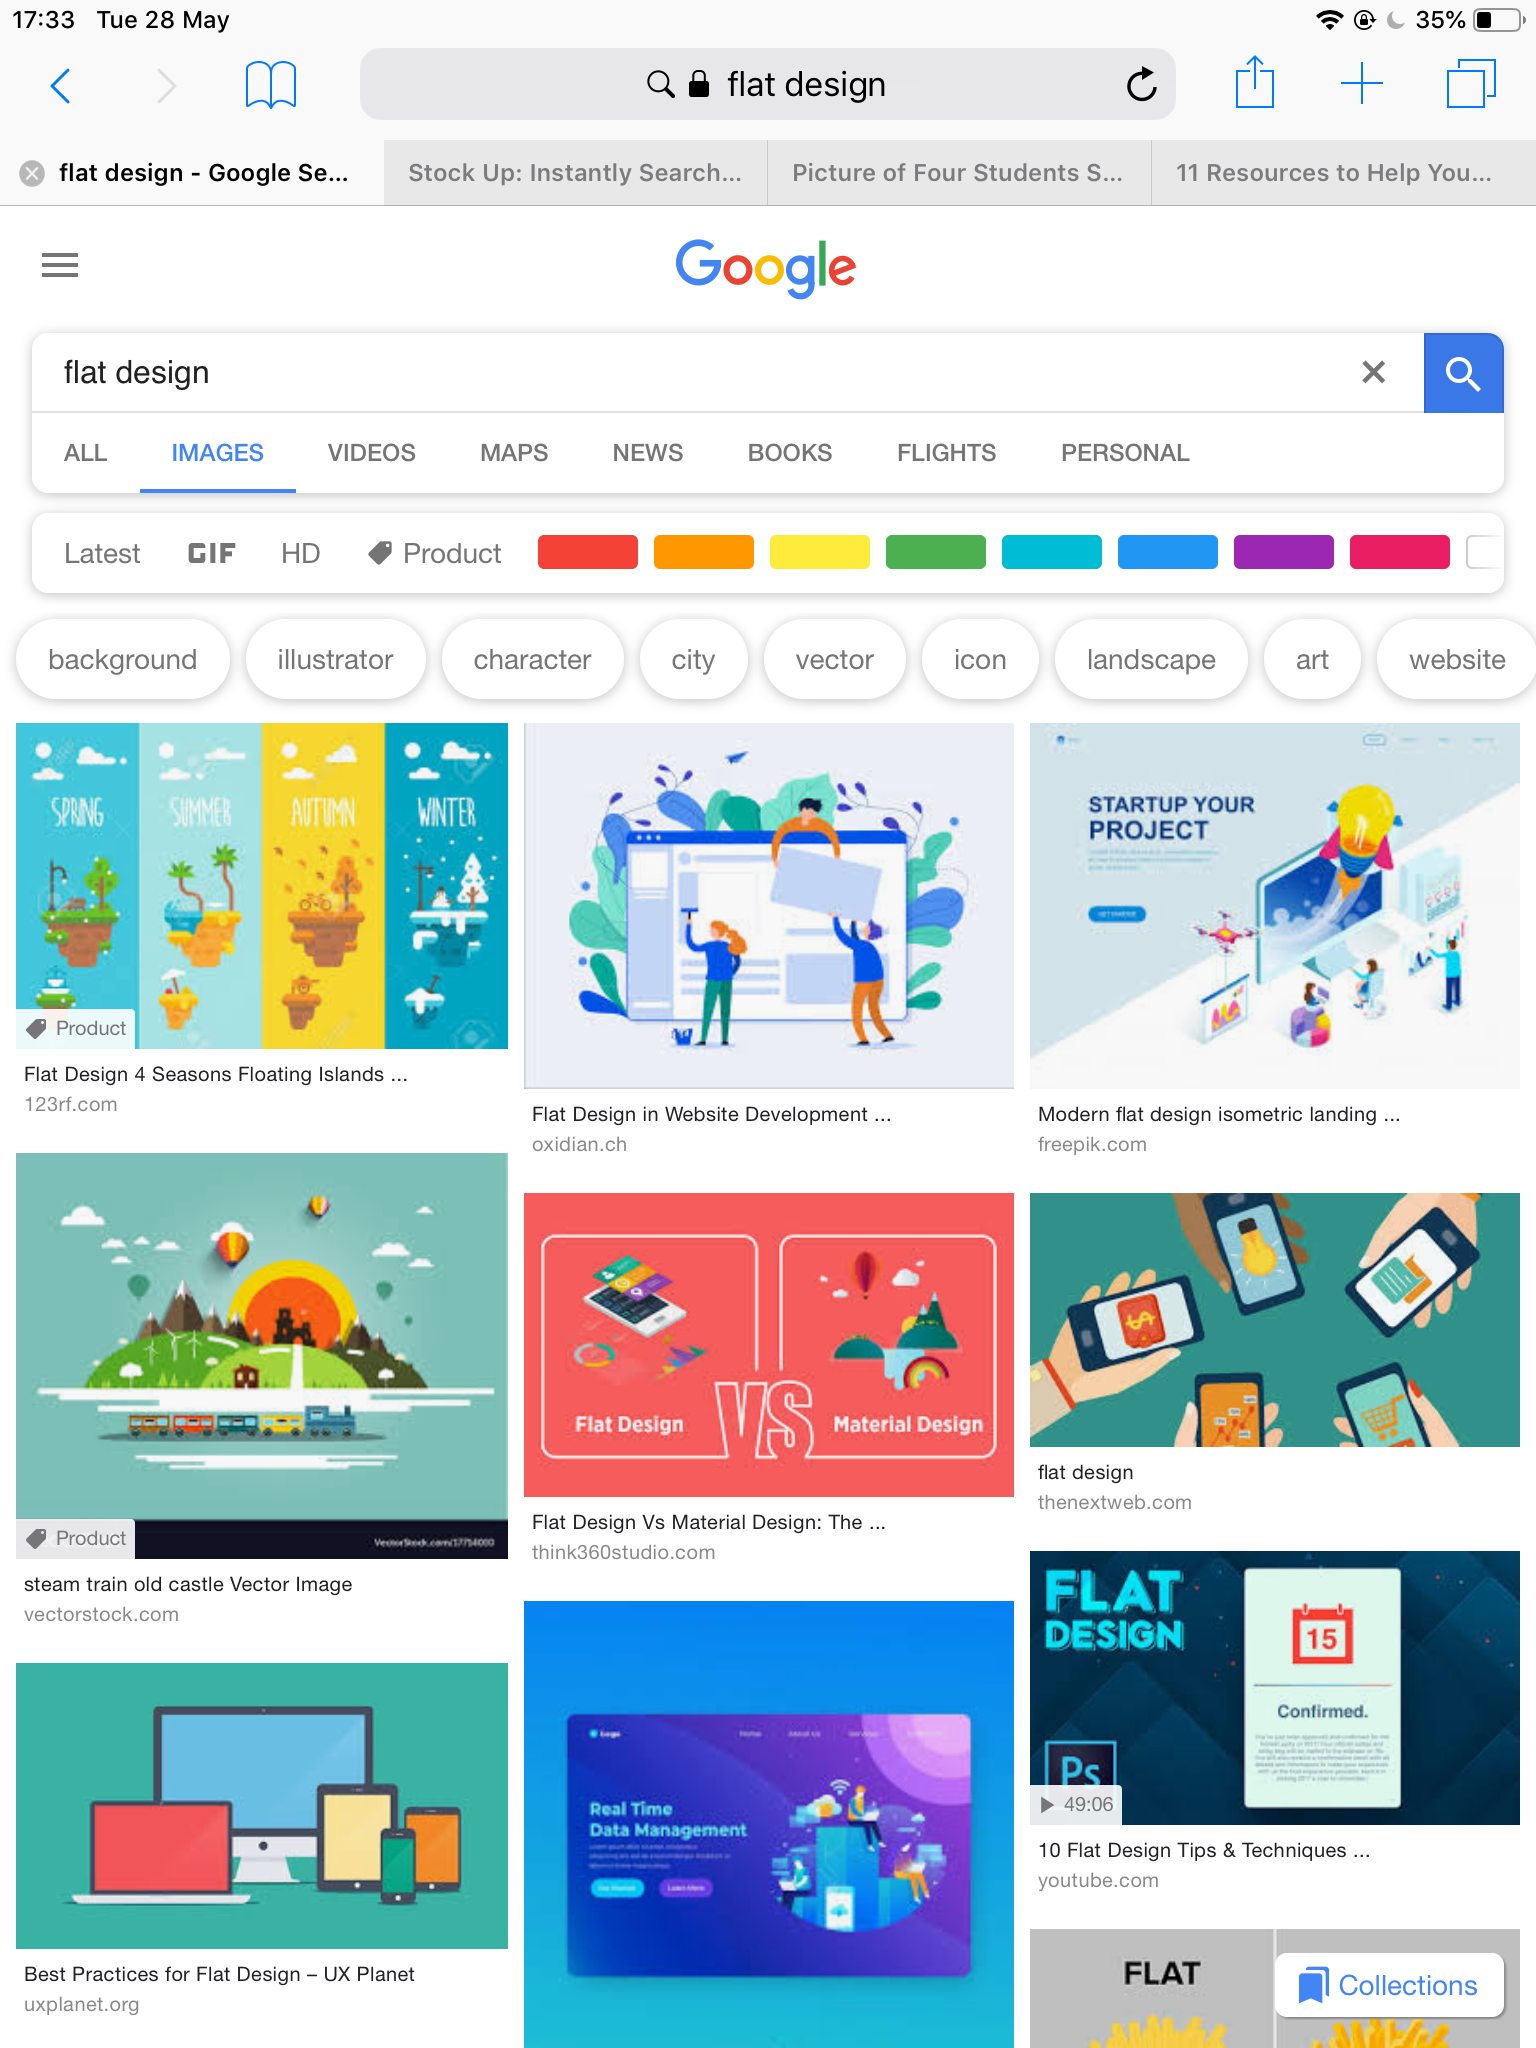 17:33 Tue 28 May
35%
flat design
flat design - Google Se...
Stock Up: Instantly Search...
Picture of Four Students S...
11 Resources to Help You...
Google
flat design
ALL IMAGES VIDEOS MAPS NEWS BOOKS FLIGHTS PERSONAL
Latest GIF HD Product
background illustrator character city vector icon landscape art website
SPRING SUMMER AUTUMN WINTER
Product
Flat Design 4 Seasons Floating Islands ...
123rf.com
Flat Design in Website Development ...
oxidian.ch
STARTUP YOUR
PROJECT
Modern flat design isometric landing ...
freepik.com
Product
steam train old castle Vector Image
vectorstock.com
Flat Design VS Material Design
Flat Design Vs Material Design: The ...
think360studio.com
flat design
thenextweb.com
Best Practices for Flat Design – UX Planet
uxplanet.org
Logo Home About Us
Real Time
Data Management
FLAT
DESIGN
15
Confirmed.
Ps
49:06
10 Flat Design Tips & Techniques ...
youtube.com
FLAT
Collections